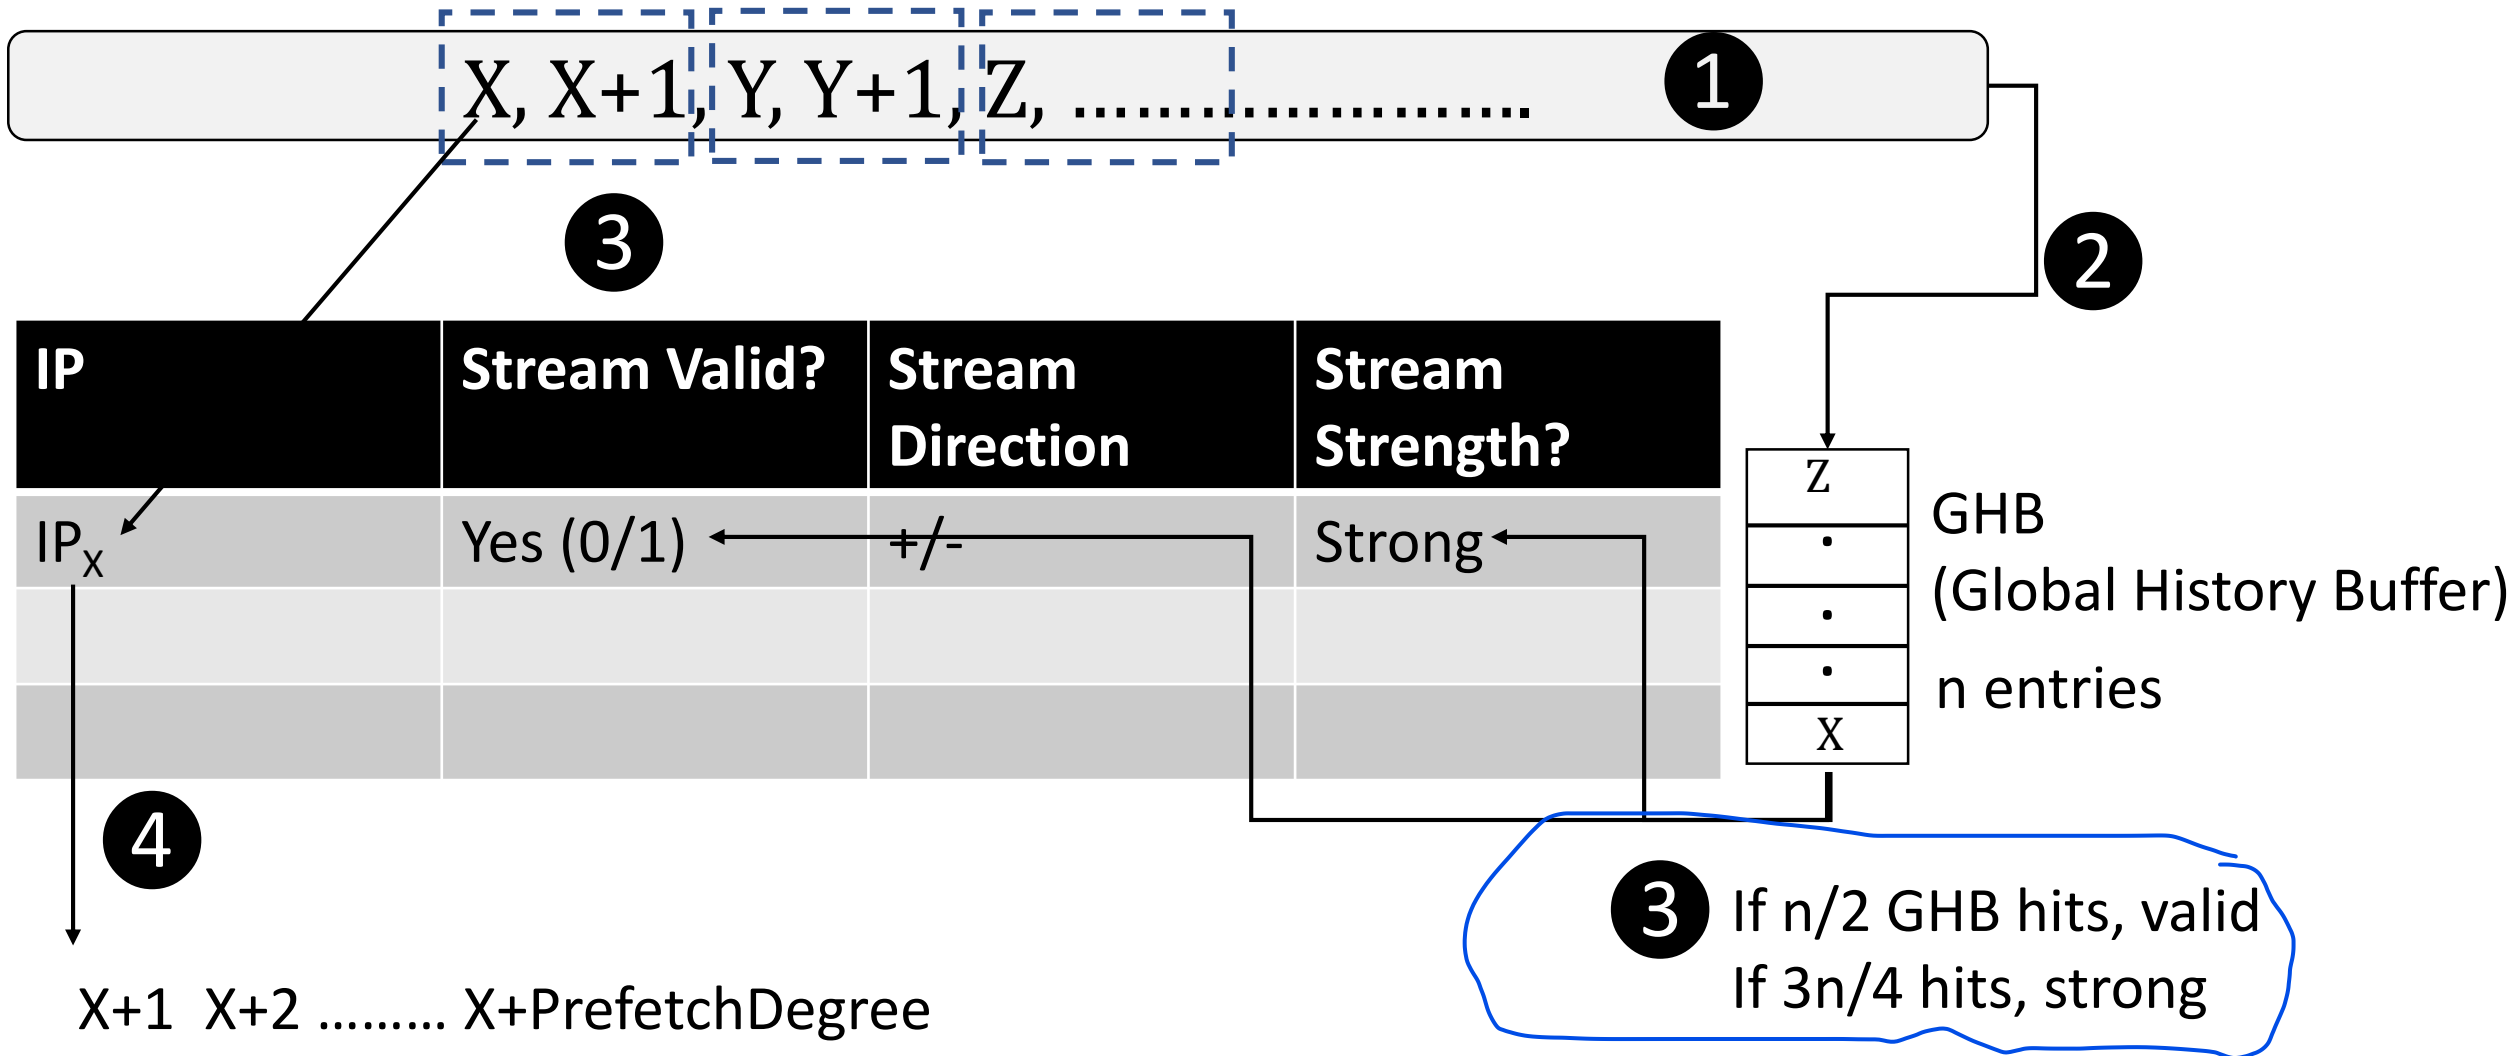 X, X+1, Y, Y+1, Z, .......................
1
2
3
IP
Stream Valid?
Stream
Direction
Stream
Strength?
IPX
Yes (0/1)
+/-
Strong
Z
.
.
.
X
GHB
(Global History Buffer)
n entries
4
3
If n/2 GHB hits, valid
If 3n/4 hits, strong
X+1 X+2 ......... X+PrefetchDegree